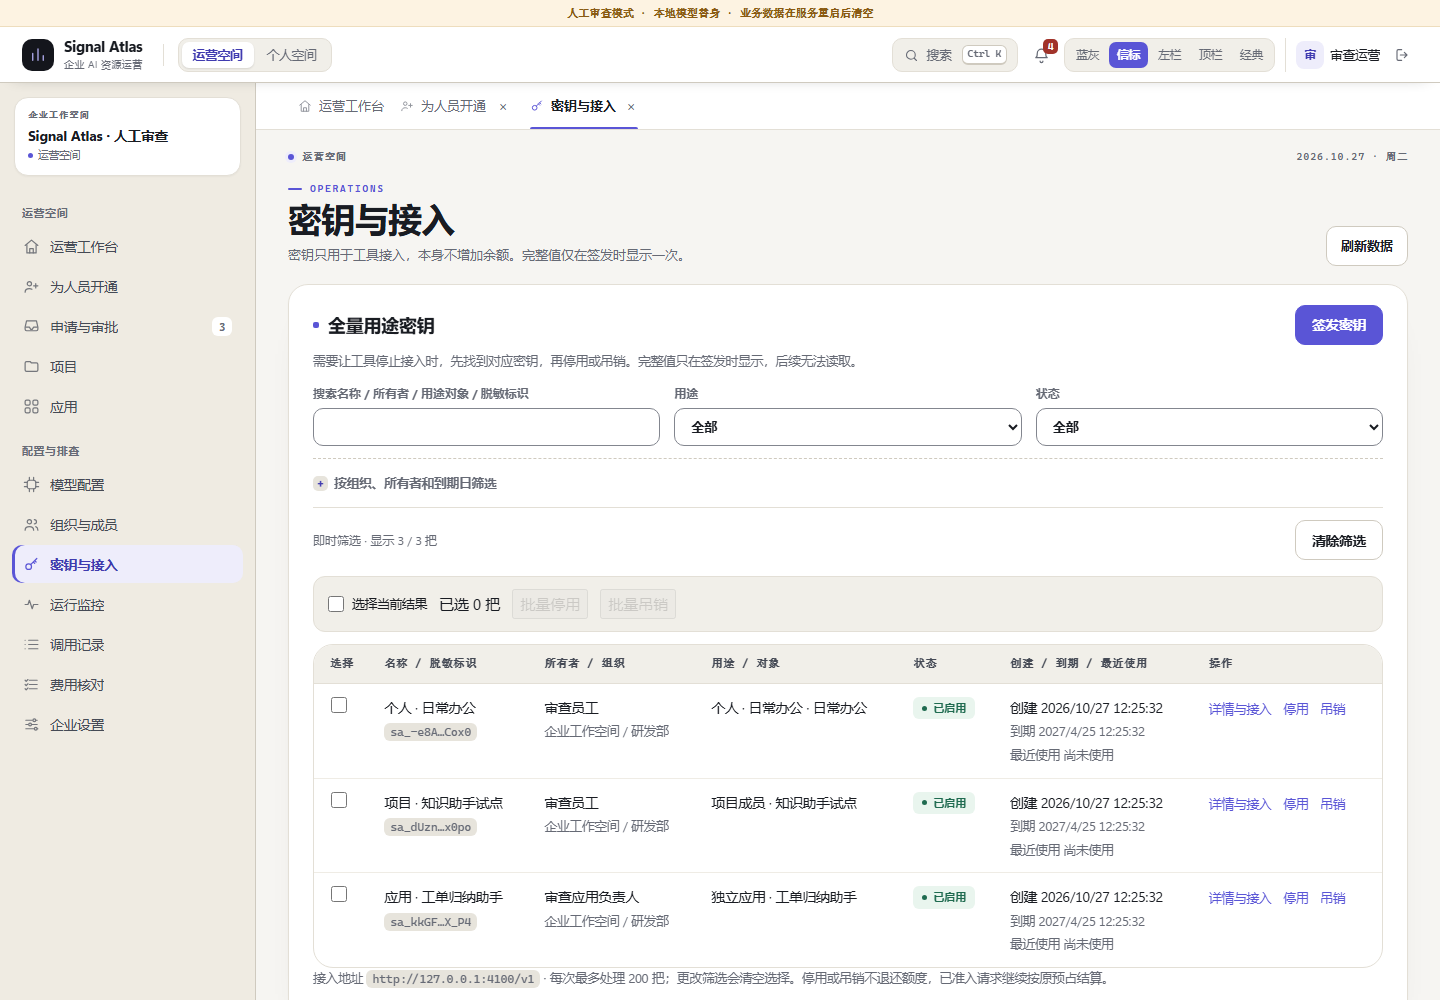 人工审查模式 · 本地模型替身 · 业务数据在服务重启后清空
Signal Atlas
企业 AI 资源运营
运营空间 个人空间
搜索 Ctrl K
4
蓝灰 信标 左栏 顶栏 经典
审 审查运营
企业工作空间
Signal Atlas · 人工审查
运营空间
运营空间
运营工作台
为人员开通
申请与审批 3
项目
应用
配置与排查
模型配置
组织与成员
密钥与接入
运行监控
调用记录
费用核对
企业设置
运营工作台 为人员开通 × 密钥与接入 ×
运营空间
2026.10.27 · 周二
OPERATIONS
密钥与接入
密钥只用于工具接入，本身不增加余额。完整值仅在签发时显示一次。
刷新数据
全量用途密钥
签发密钥
需要让工具停止接入时，先找到对应密钥，再停用或吊销。完整值只在签发时显示，后续无法读取。
搜索名称 / 所有者 / 用途对象 / 脱敏标识 用途 状态
全部 全部
+ 按组织、所有者和到期日筛选
即时筛选 · 显示 3 / 3 把
清除筛选
选择当前结果 已选 0 把 批量停用 批量吊销
选择 名称 / 脱敏标识 所有者 / 组织 用途 / 对象 状态 创建 / 到期 / 最近使用 操作
个人 · 日常办公 审查员工 个人 · 日常办公 · 日常办公 已启用 创建 2026/10/27 12:25:32 详情与接入 停用 吊销
sa_-e8A…Cox0 企业工作空间 / 研发部 到期 2027/4/25 12:25:32
最近使用 尚未使用
项目 · 知识助手试点 审查员工 项目成员 · 知识助手试点 已启用 创建 2026/10/27 12:25:32 详情与接入 停用 吊销
sa_dUzn…x0po 企业工作空间 / 研发部 到期 2027/4/25 12:25:32
最近使用 尚未使用
应用 · 工单归纳助手 审查应用负责人 独立应用 · 工单归纳助手 已启用 创建 2026/10/27 12:25:32 详情与接入 停用 吊销
sa_kkGF…X_P4 企业工作空间 / 研发部 到期 2027/4/25 12:25:32
最近使用 尚未使用
接入地址 http://127.0.0.1:4100/v1 · 每次最多处理 200 把；更改筛选会清空选择。停用或吊销不退还额度，已准入请求继续按原预占结算。